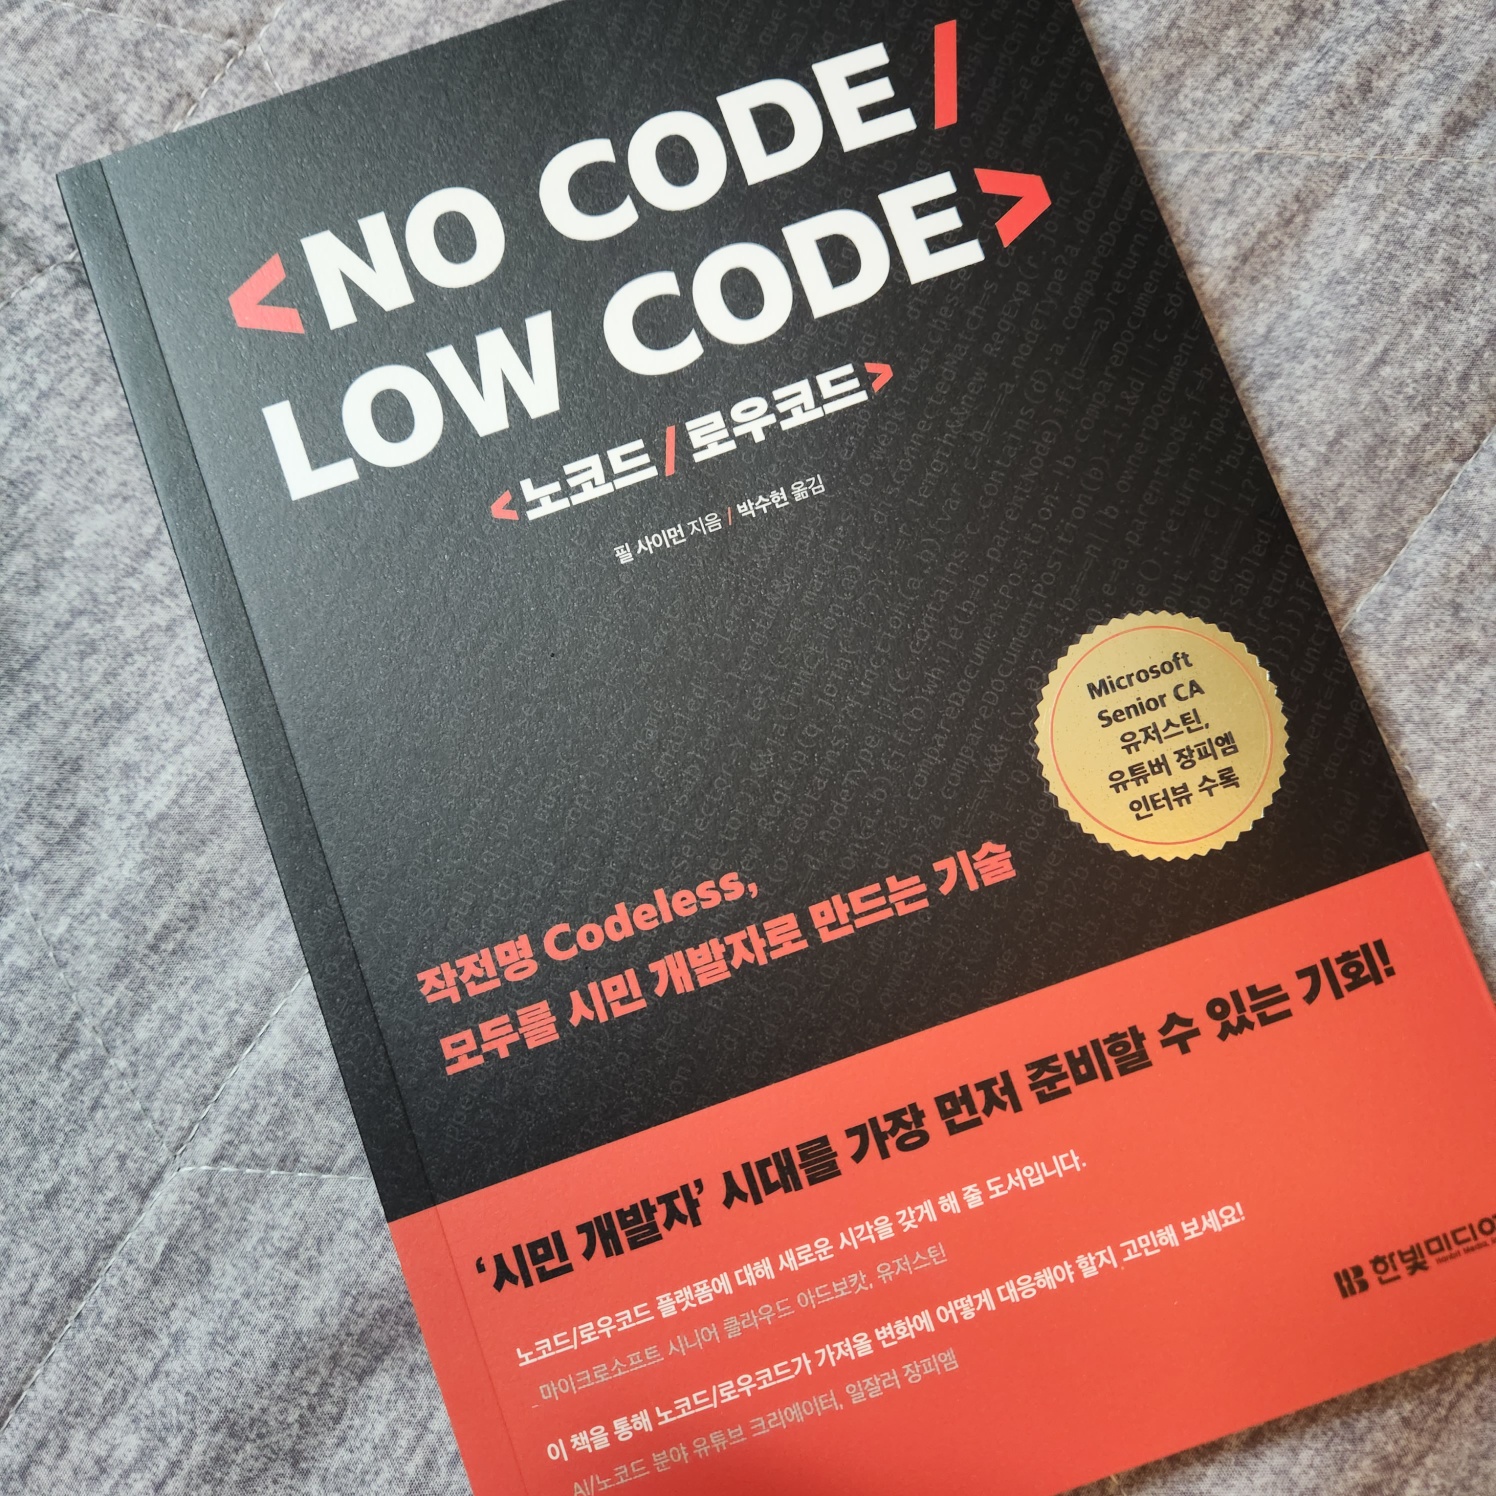 <NO CODE/
LOW CODE>
<노코드/로우코드>
필 사이먼 지음 / 박수현 옮김
Microsoft
Senior CA
유저스틴,
유튜버 장피엠
인터뷰 수록
작전명 Codeless,
모두를 시민 개발자로 만드는 기술
‘시민 개발자’ 시대를 가장 먼저 준비할 수 있는 기회!
노코드/로우코드 플랫폼에 대해 새로운 시각을 갖게 해 줄 도서입니다.
_마이크로소프트 시니어 클라우드 아드보캇, 유저스틴
이 책을 통해 노코드/로우코드가 가져올 변화에 어떻게 대응해야 할지 고민해 보세요!
AI/노코드 분야 유튜브 크리에이터, 일잘러 장피엠
한빛미디어